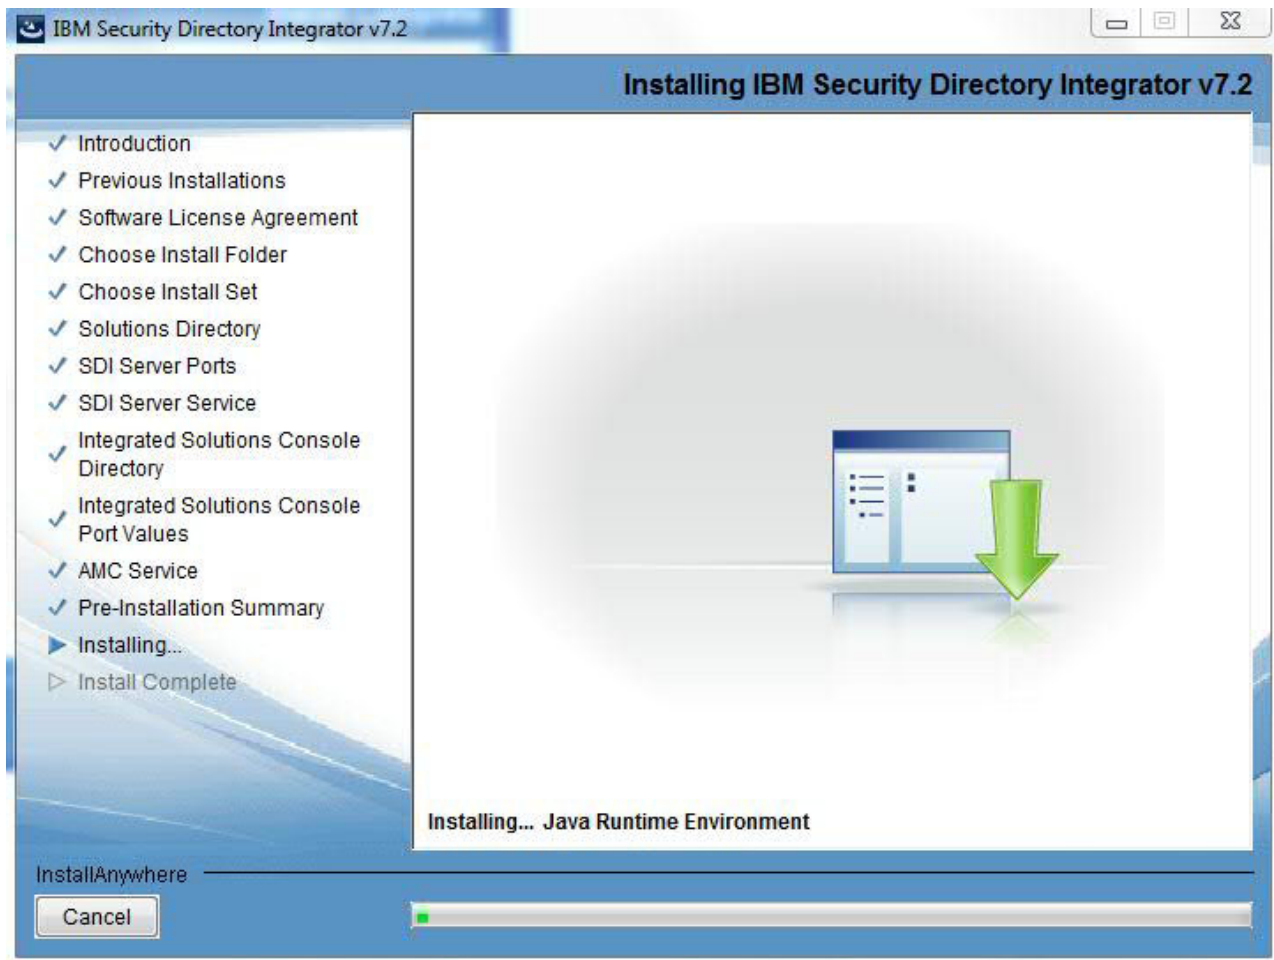 IBM Security Directory Integrator v7.2
Installing IBM Security Directory Integrator v7.2
Introduction
Previous Installations
Software License Agreement
Choose Install Folder
Choose Install Set
Solutions Directory
SDI Server Ports
SDI Server Service
Integrated Solutions Console
Directory
Integrated Solutions Console
Port Values
AMC Service
Pre-Installation Summary
Installing...
Install Complete
Installing... Java Runtime Environment
InstallAnywhere
Cancel